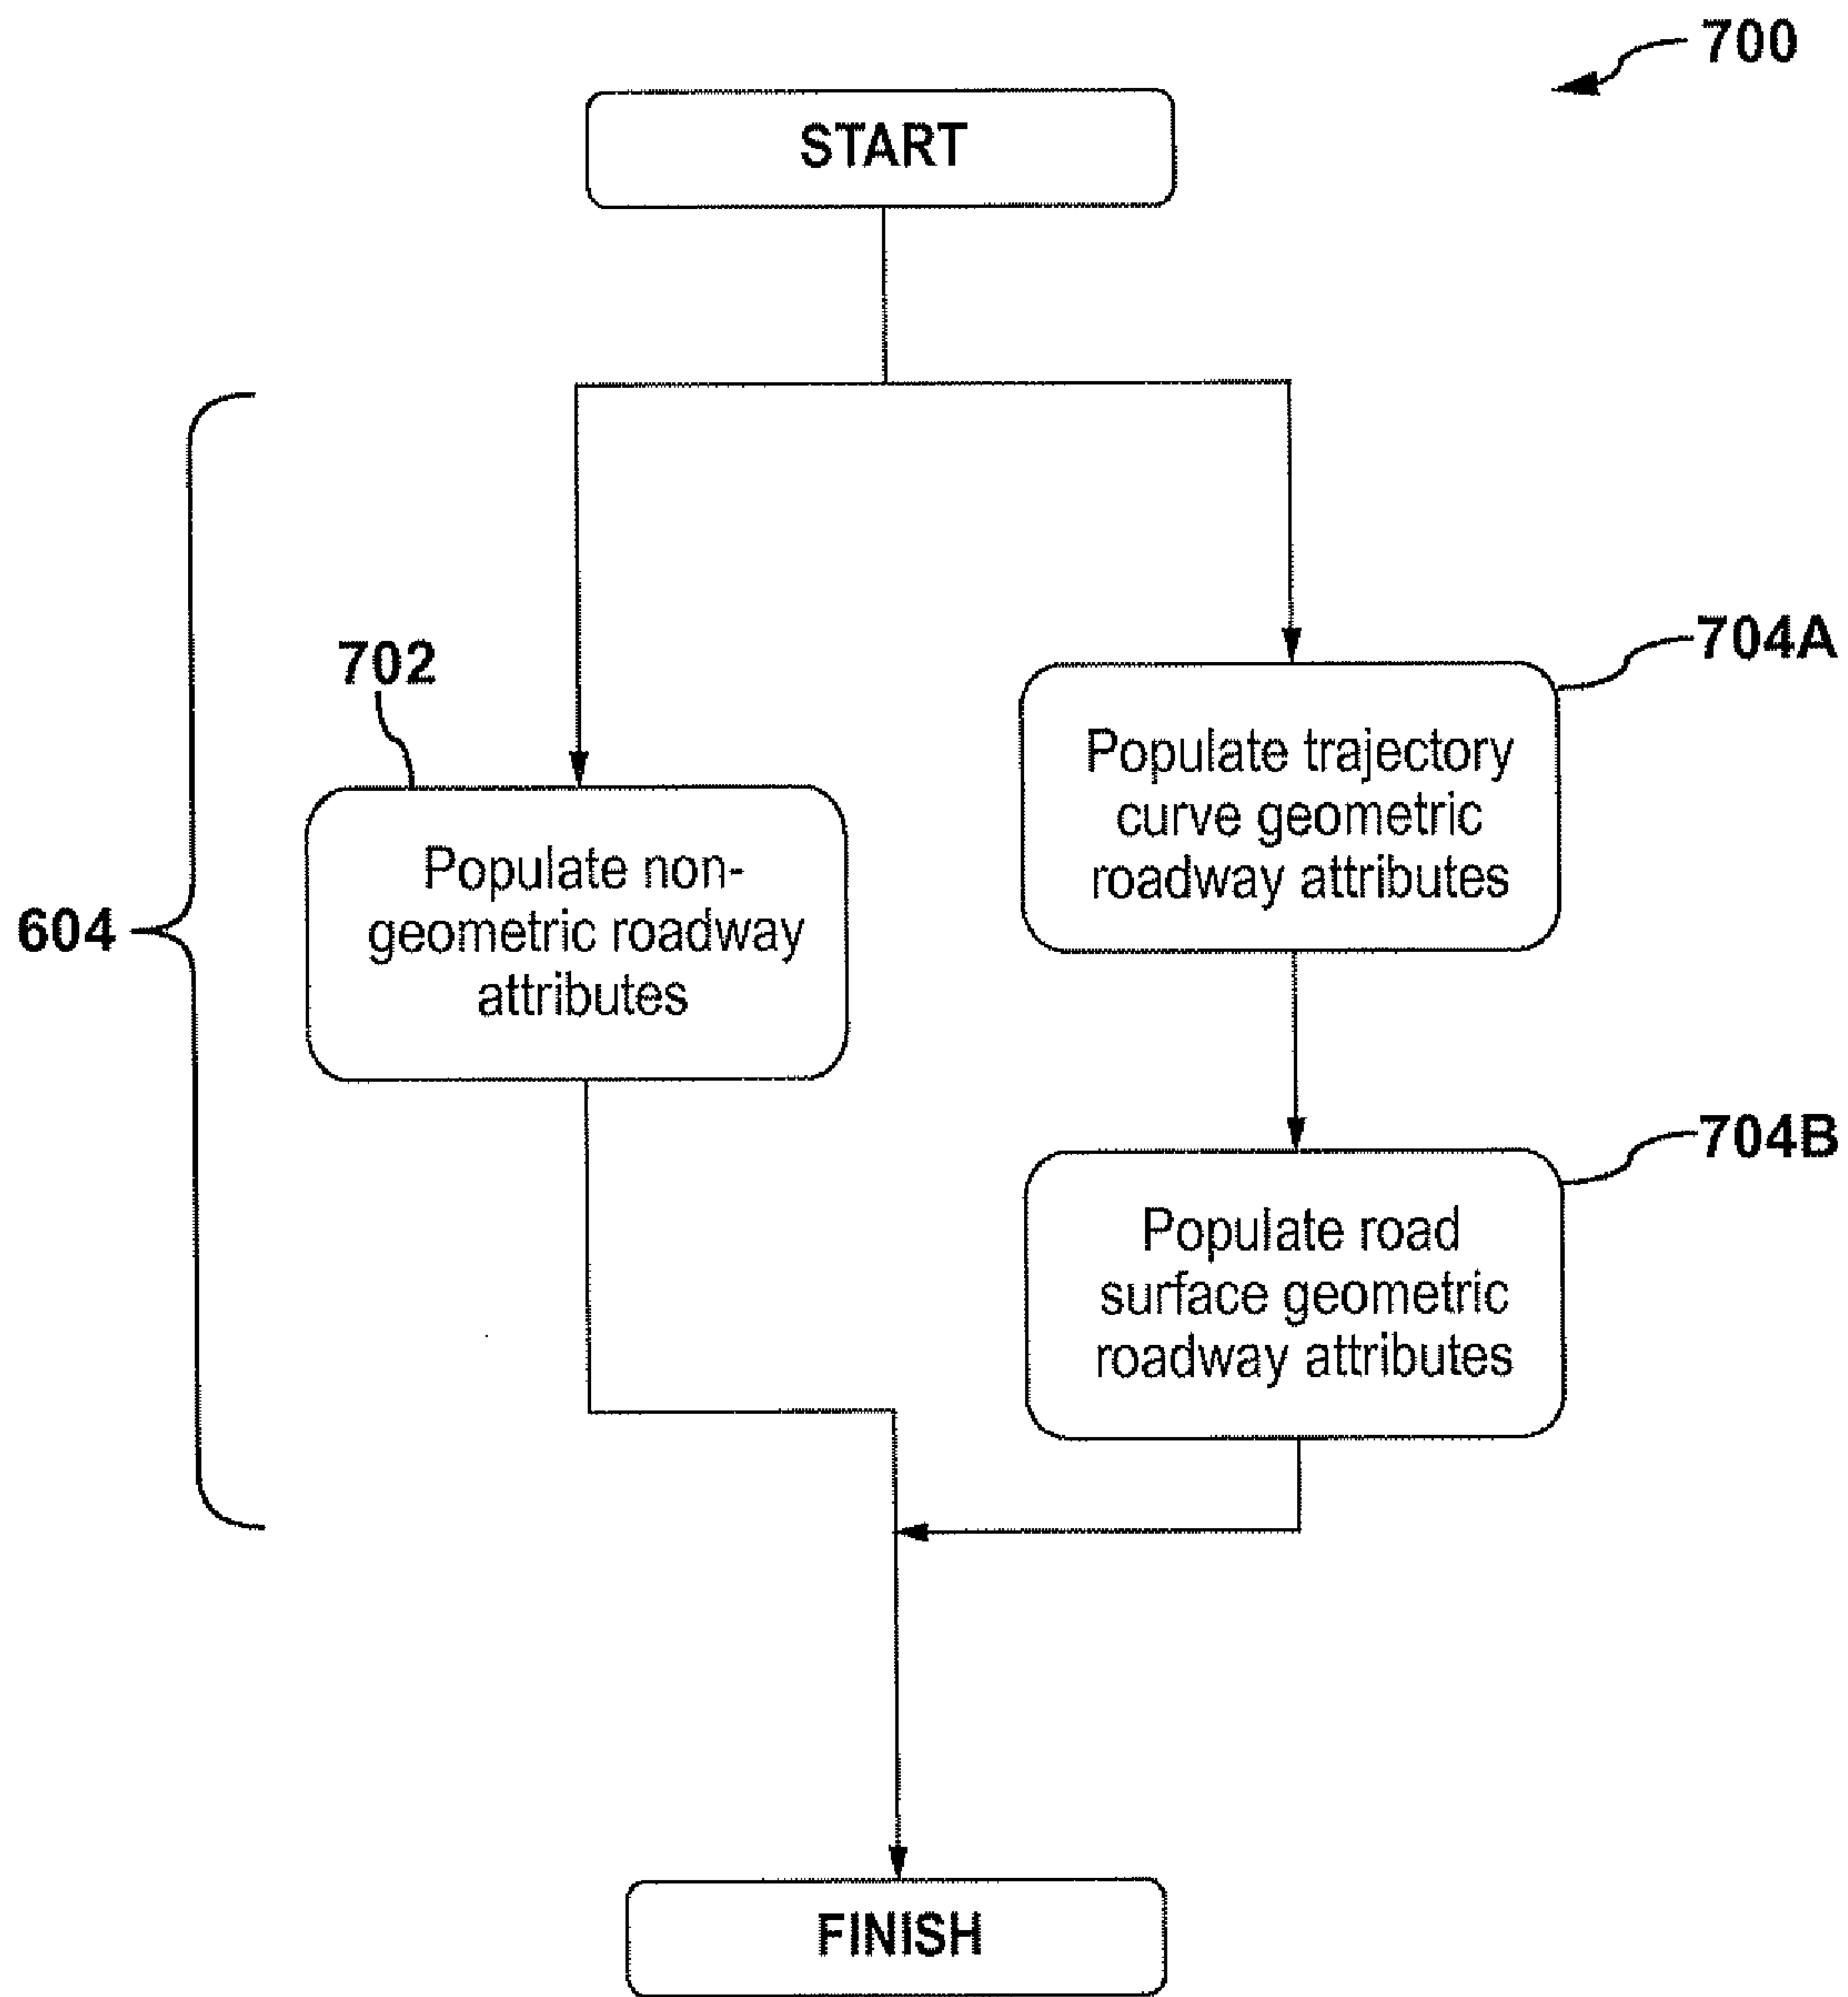 700
START
704A
702
Populate trajectory
curve geometric
roadway attributes
Populate non-
geometric roadway
attributes
604
704B
Populate road
surface geometric
roadway attributes
FINISH